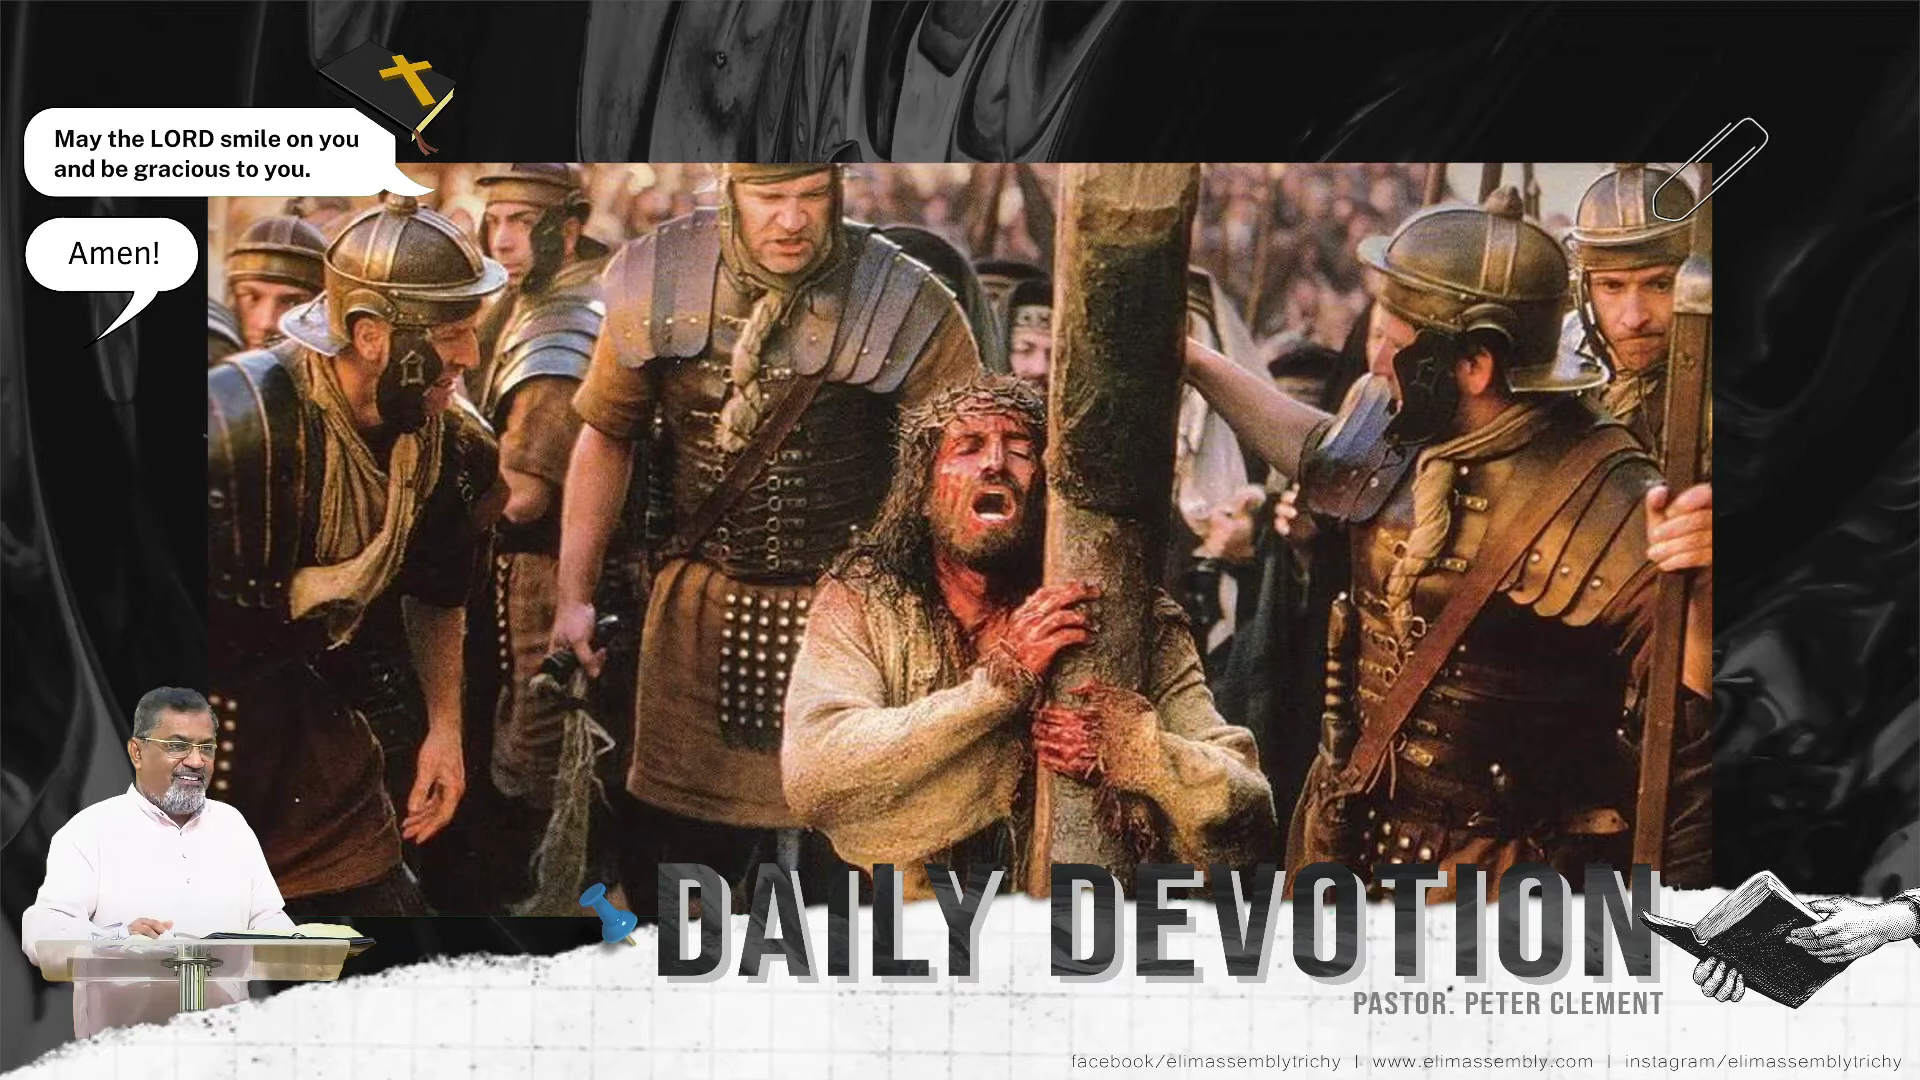 May the LORD smile on you
and be gracious to you.
Amen!
DAILY DEVOTION
PASTOR. PETER CLEMENT
facebook/elimassemblytrichy | www.elimassembly.com | instagram/elimassemblytrichy